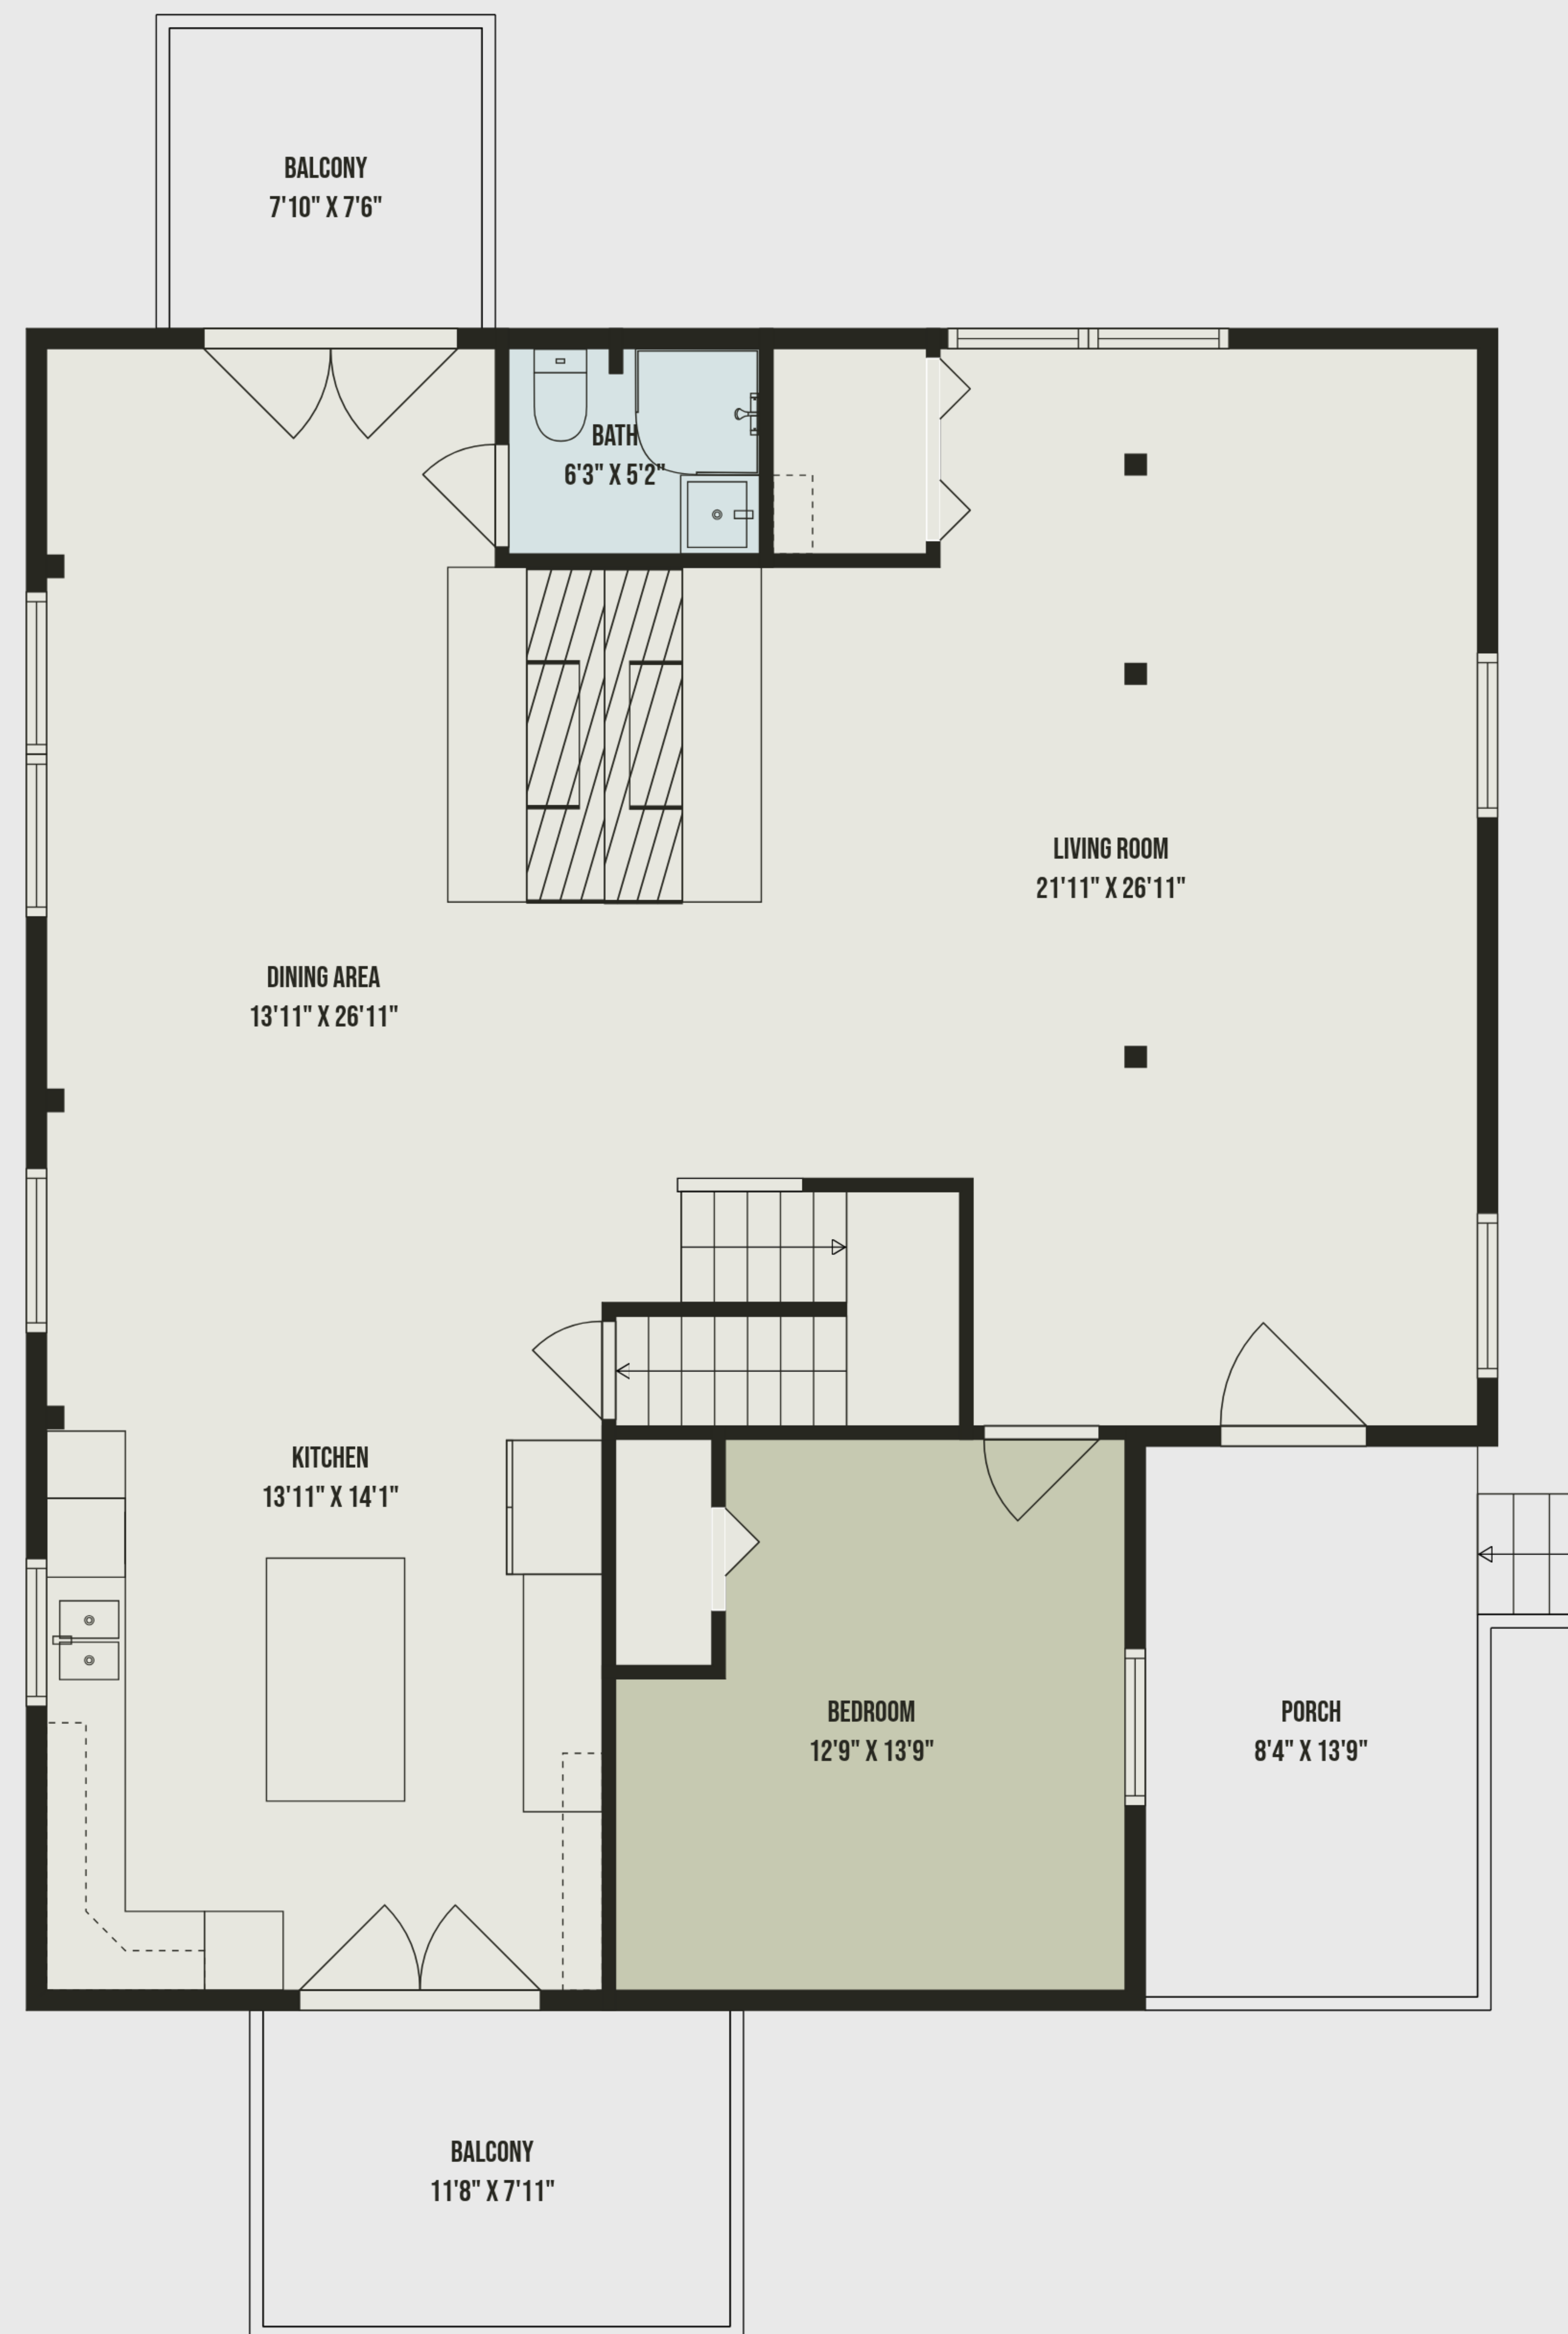 BALCONY
7'10" X 7'6"
BATH
6'3" X 5'2"
LIVING ROOM
21'11" X 26'11"
DINING AREA
13'11" X 26'11"
KITCHEN
13'11" X 14'1"
BEDROOM
12'9" X 13'9"
PORCH
8'4" X 13'9"
BALCONY
11'8" X 7'11"